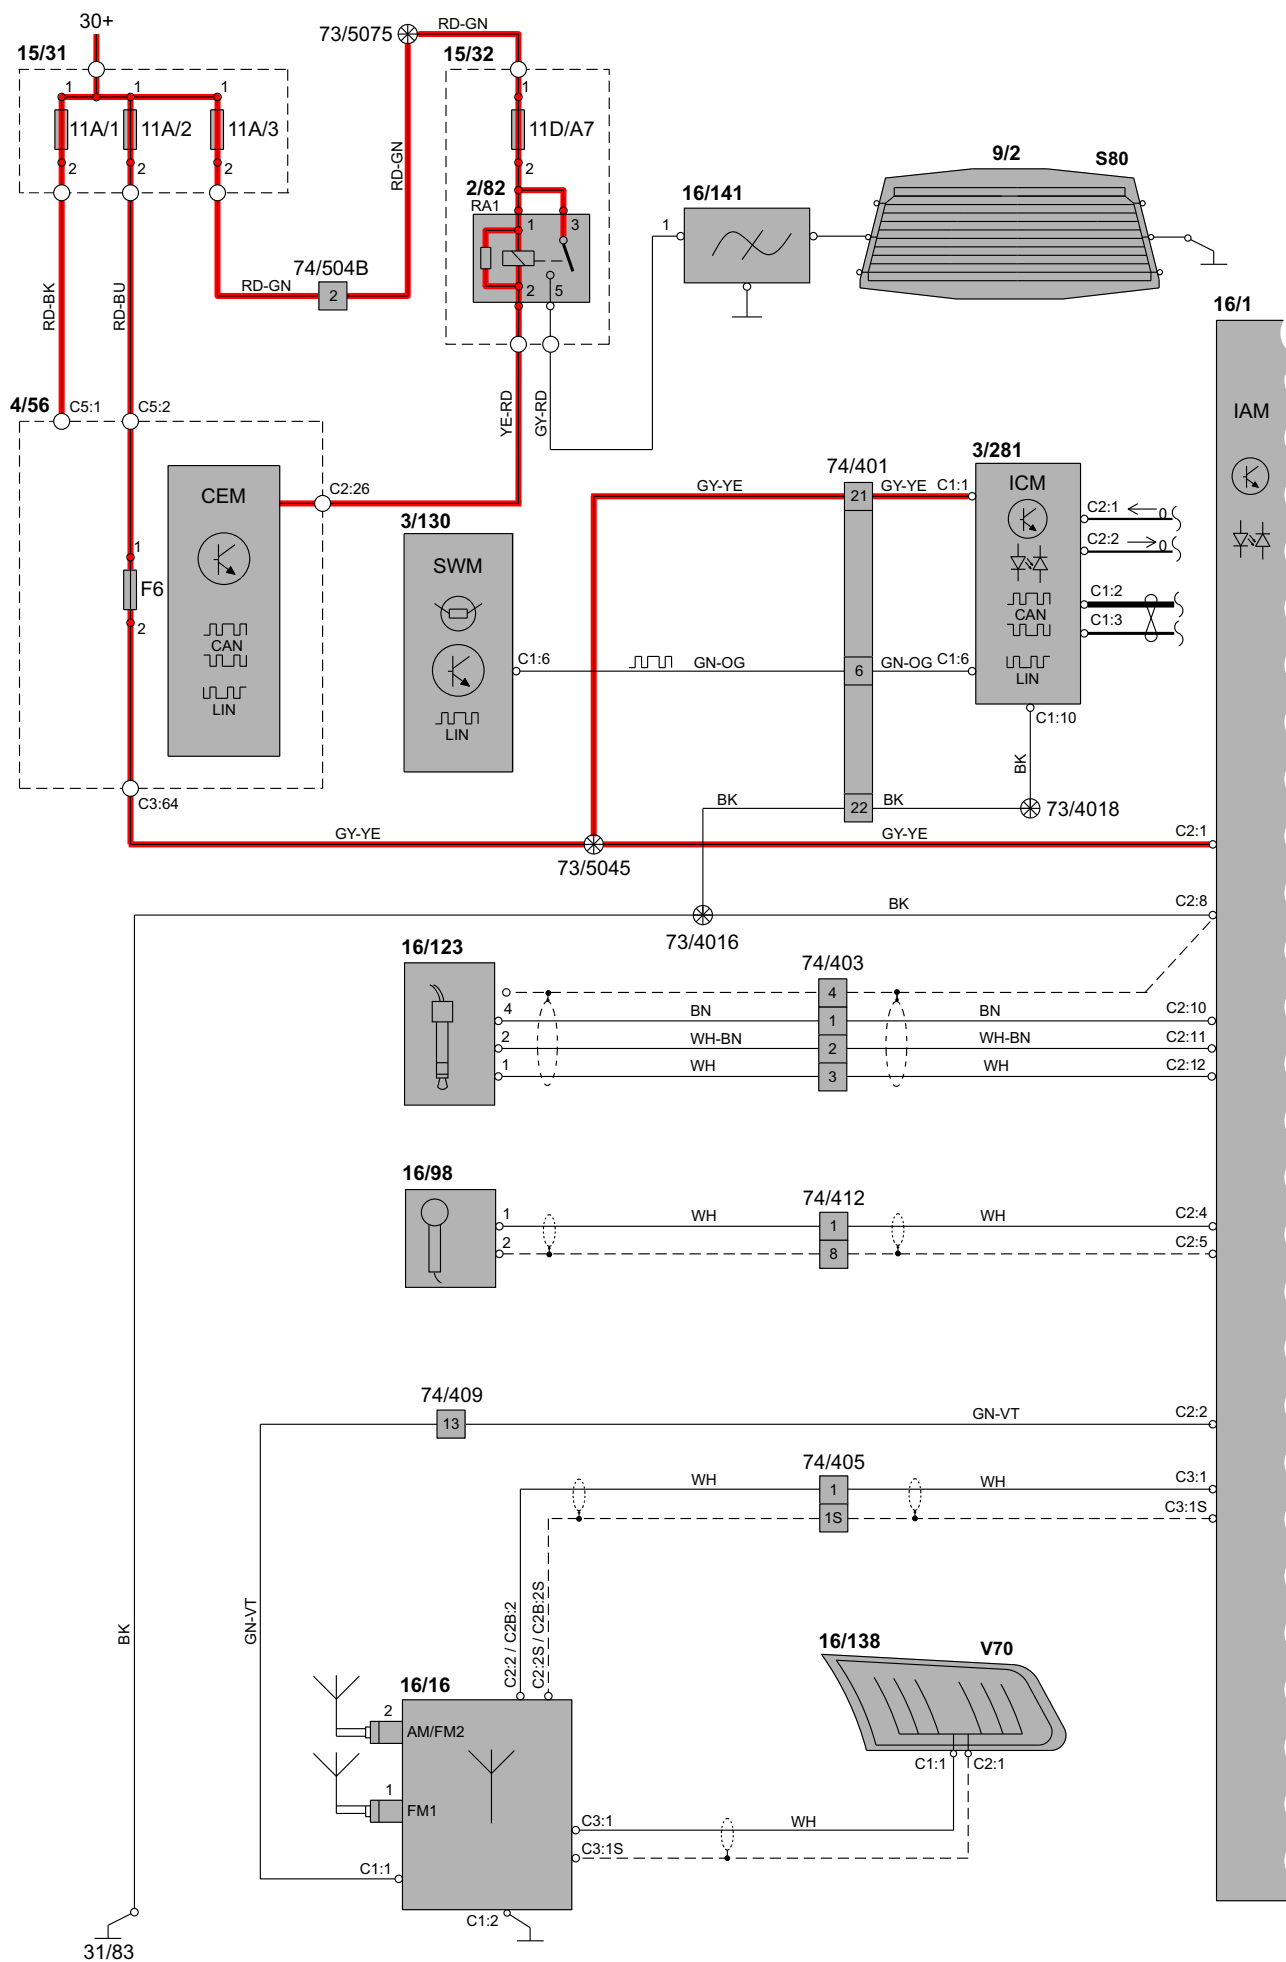 30+
73/5075
RD-GN
15/31
15/32
1
1
1
1
11A/1
11A/2
11A/3
11D/A7
2
2
2
2
RD-GN
9/2
S80
2/82
RA1
16/141
1
3
1
74/504B
RD-GN
2
2
5
RD-BK
RD-BU
16/1
YE-RD
GY-RD
4/56
C5:1
C5:2
IAM
3/281
74/401
CEM
C2:26
GY-YE
21
GY-YE
C1:1
ICM
3/130
C2:1
0
SWM
C2:2
0
1
F6
C1:2
CAN
C1:3
2
CAN
C1:6
GN-OG
6
GN-OG
C1:6
LIN
LIN
LIN
C1:10
BK
C3:64
BK
22
BK
73/4018
GY-YE
GY-YE
C2:1
73/5045
BK
C2:8
73/4016
16/123
74/403
4
4
BN
1
BN
C2:10
2
WH-BN
2
WH-BN
C2:11
1
WH
3
WH
C2:12
16/98
74/412
1
WH
1
WH
C2:4
2
8
C2:5
74/409
13
GN-VT
C2:2
74/405
WH
1
WH
C3:1
1S
C3:1S
BK
GN-VT
C2:2 / C2B:2
C2:2S / C2B:2S
16/138
V70
16/16
2
AM/FM2
C1:1
C2:1
1
FM1
C3:1
WH
C3:1S
C1:1
C1:2
31/83